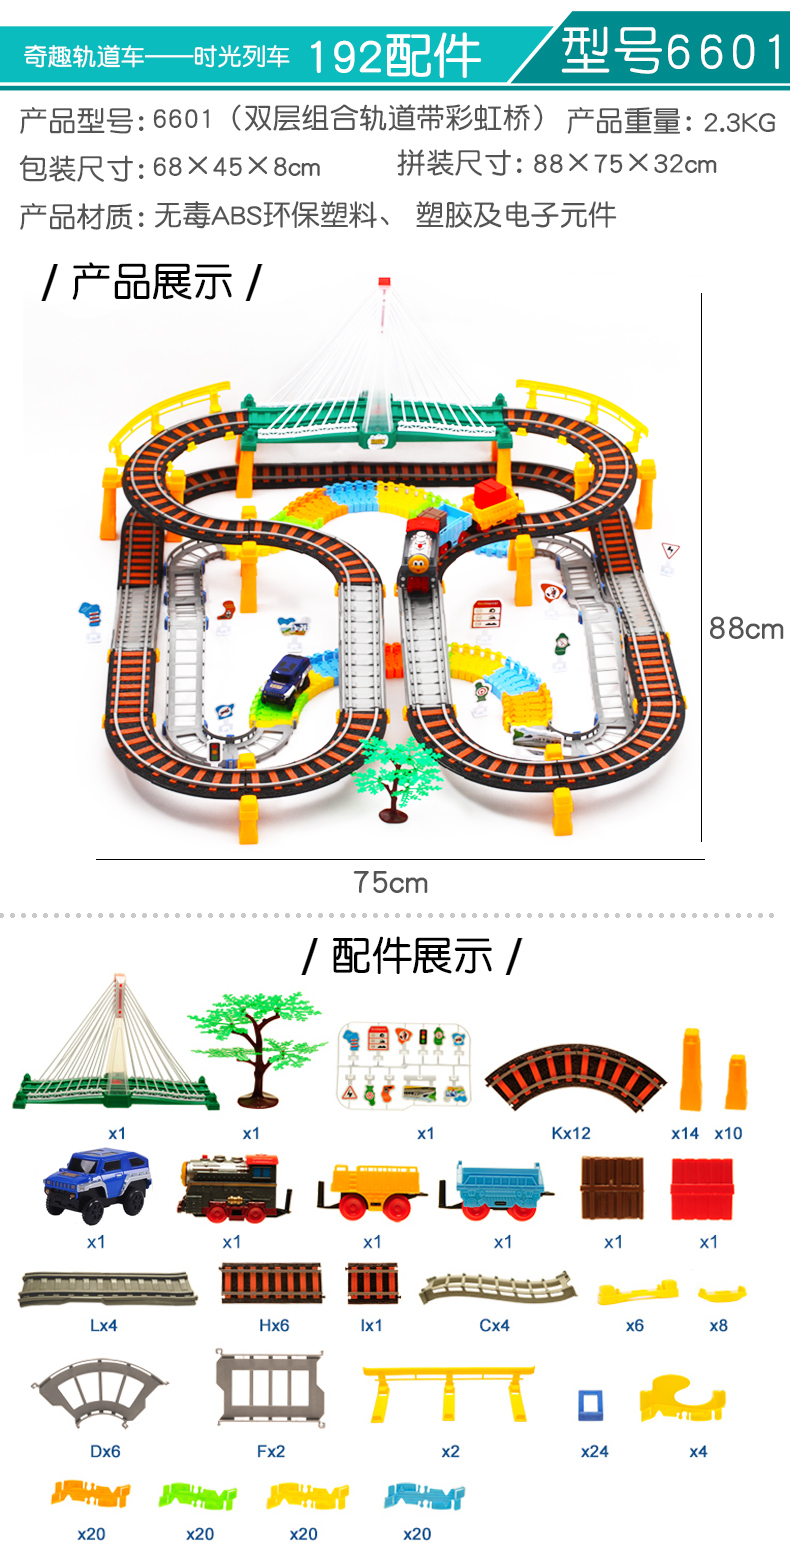 奇趣轨道车——时光列车 192配件 型号6601
产品型号:6601（双层组合轨道带彩虹桥） 产品重量: 2.3KG
包装尺寸:68×45×8cm 拼装尺寸: 88×75×32cm
产品材质: 无毒ABS环保塑料、 塑胶及电子元件
/ 产品展示 /
88cm
75cm
/ 配件展示 /
x1 x1 x1 Kx12 x14 x10
x1 x1 x1 x1 x1 x1
Lx4 Hx6 Ix1 Cx4 x6 x8
Dx6 Fx2 x2 x24 x4
x20 x20 x20 x20